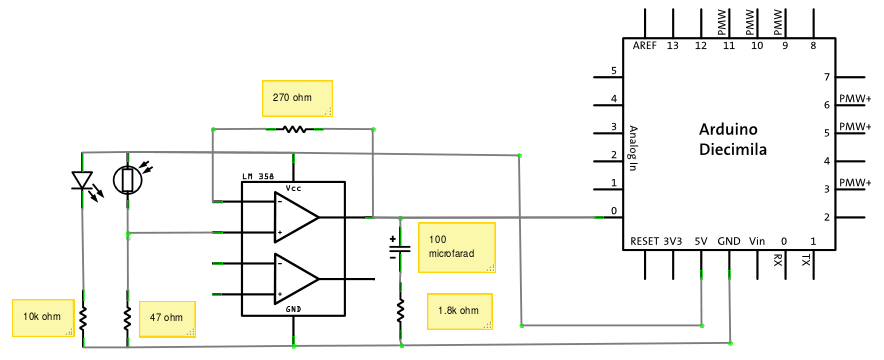 PMW
PMW
PMW
AREF
13
12
11
10
9
8
5
7
270 ohm
4
6
PMW+
3
Analog In
Arduino
Diecimila
5
PMW+
2
4
LM 358
Vcc
1
3
PMW+
-
+
0
2
+
-
100
microfarad
RESET
3V3
5V
GND
Vin
0
1
RX
TX
-
+
GND
10k ohm
47 ohm
1.8k ohm